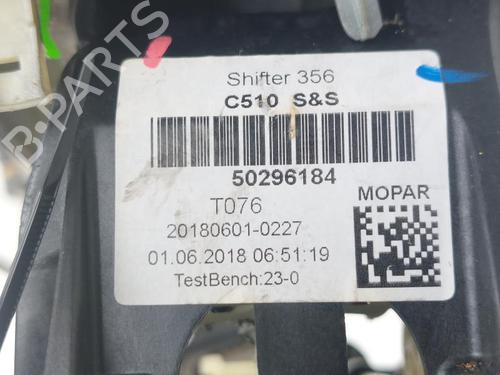 Shifter 356
C510 S&S
50296184
T076
MOPAR
20180601-0227
01.06.2018 06:51:19
TestBench:23-0
B-PARTS